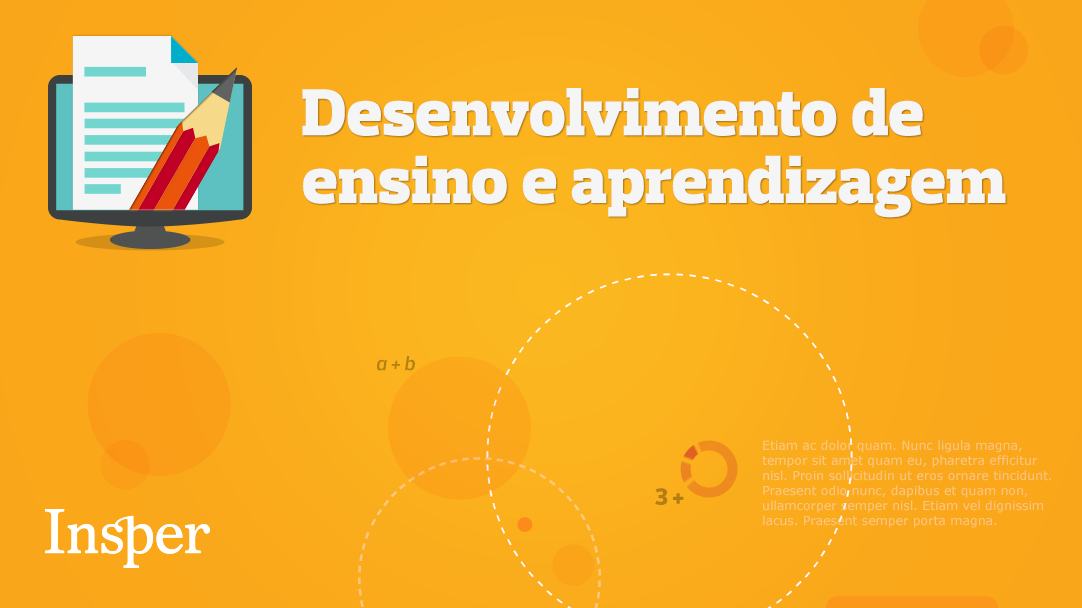 Desenvolvimento de
ensino e aprendizagem
a + b
Etiam ac dolor quam. Nunc ligula magna,
tempor sit amet quam eu, pharetra efficitur
nisl. Proin sollicitudin ut eros ornare tincidunt.
Praesent odio nunc, dapibus et quam non,
ullamcorper semper nisl. Etiam vel dignissim
lacus. Praesent semper porta magna.
3 +
Insper